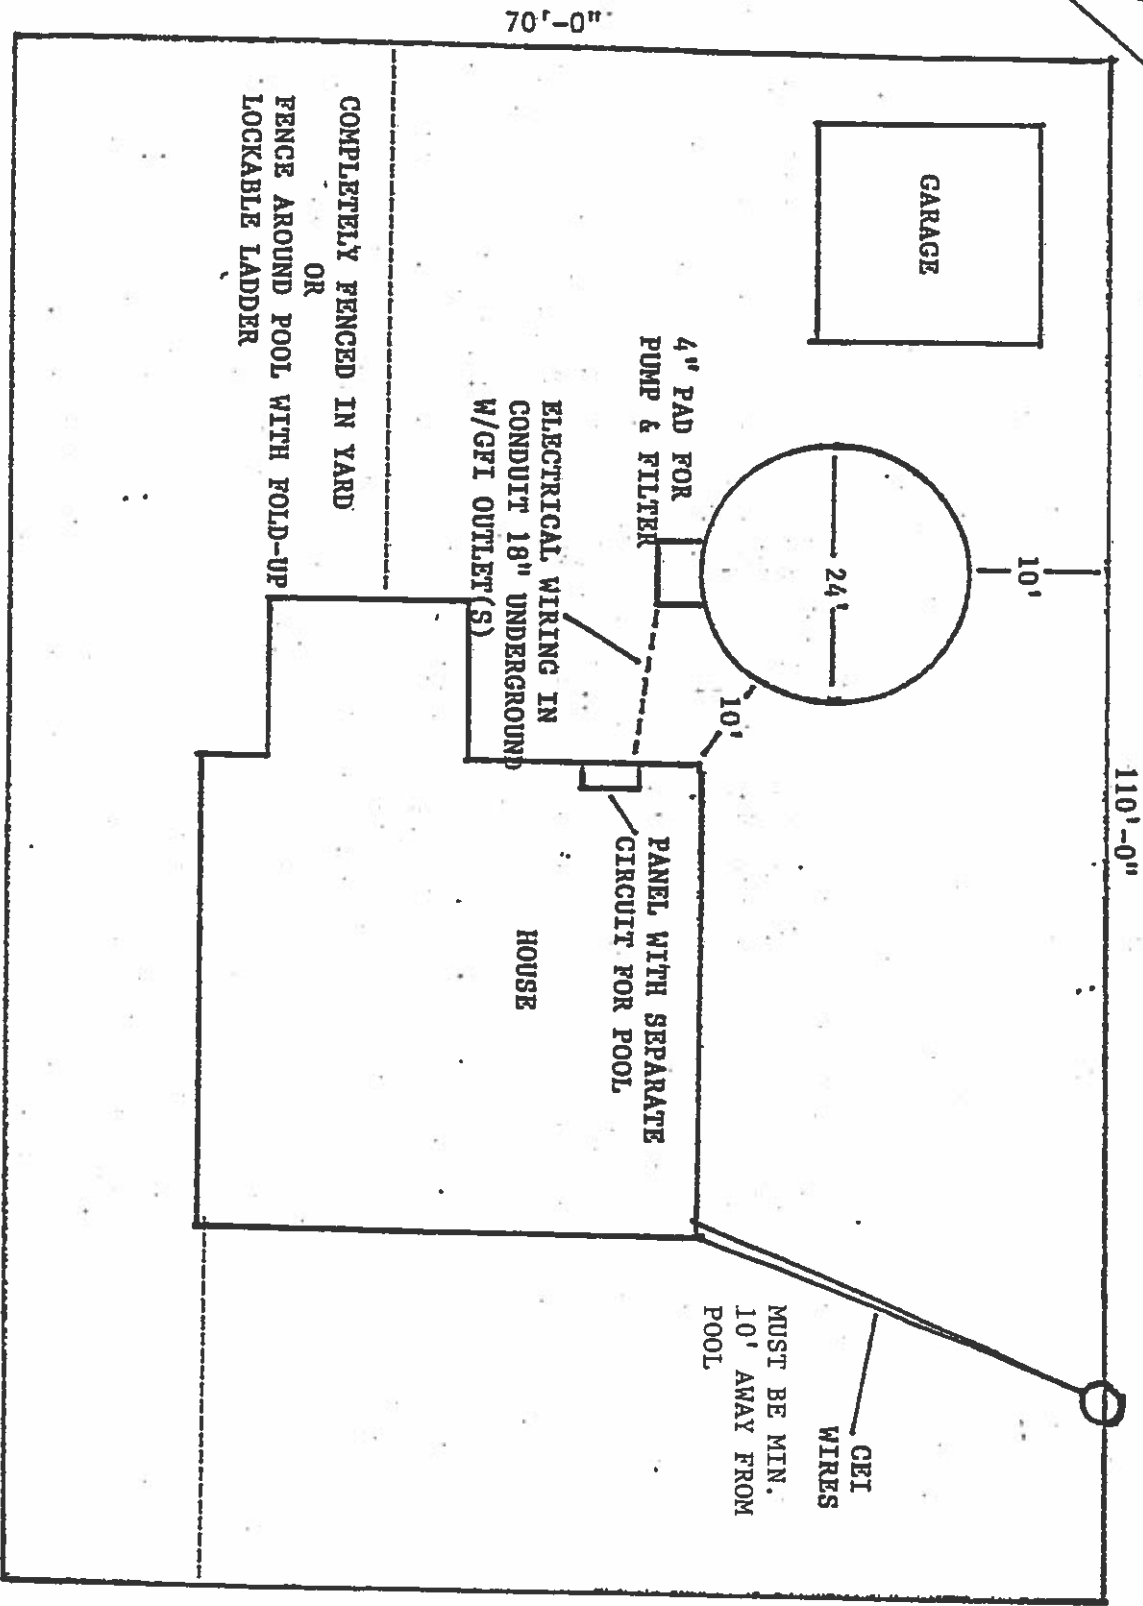 70'-0"
110'-0"
GARAGE
10'
24'
10'
4" PAD FOR
PUMP & FILTER
ELECTRICAL WIRING IN
CONDUIT 18" UNDERGROUND
W/GFI OUTLET(S)
COMPLETELY FENCED IN YARD
OR
FENCE AROUND POOL WITH FOLD-UP
LOCKABLE LADDER
PANEL WITH SEPARATE
CIRCUIT FOR POOL
HOUSE
CEI
WIRES
MUST BE MIN.
10' AWAY FROM
POOL